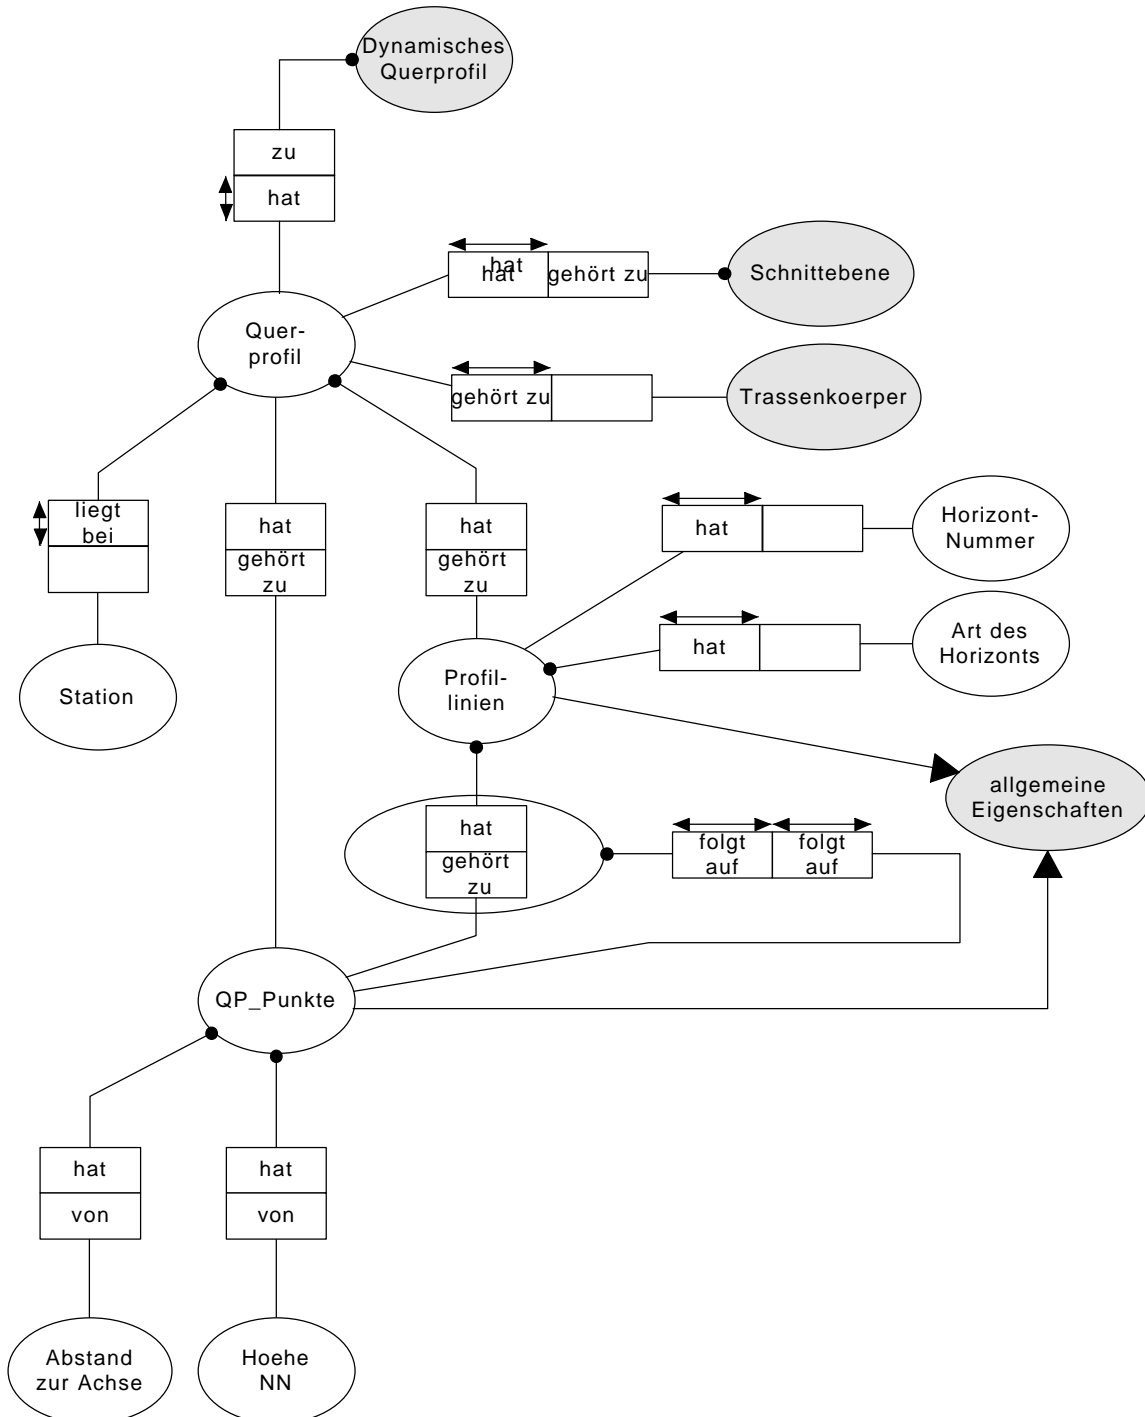 Dynamisches
Querprofil
zu
hat
hat
hat
gehört zu
Schnittebene
Quer-
profil
gehört zu
Trassenkoerper
liegt
bei
hat
gehört
zu
hat
gehört
zu
hat
Horizont-
Nummer
hat
Art des
Horizonts
Station
Profil-
linien
allgemeine
Eigenschaften
hat
gehört
zu
folgt
auf
folgt
auf
QP_Punkte
hat
von
hat
von
Abstand
zur Achse
Hoehe
NN